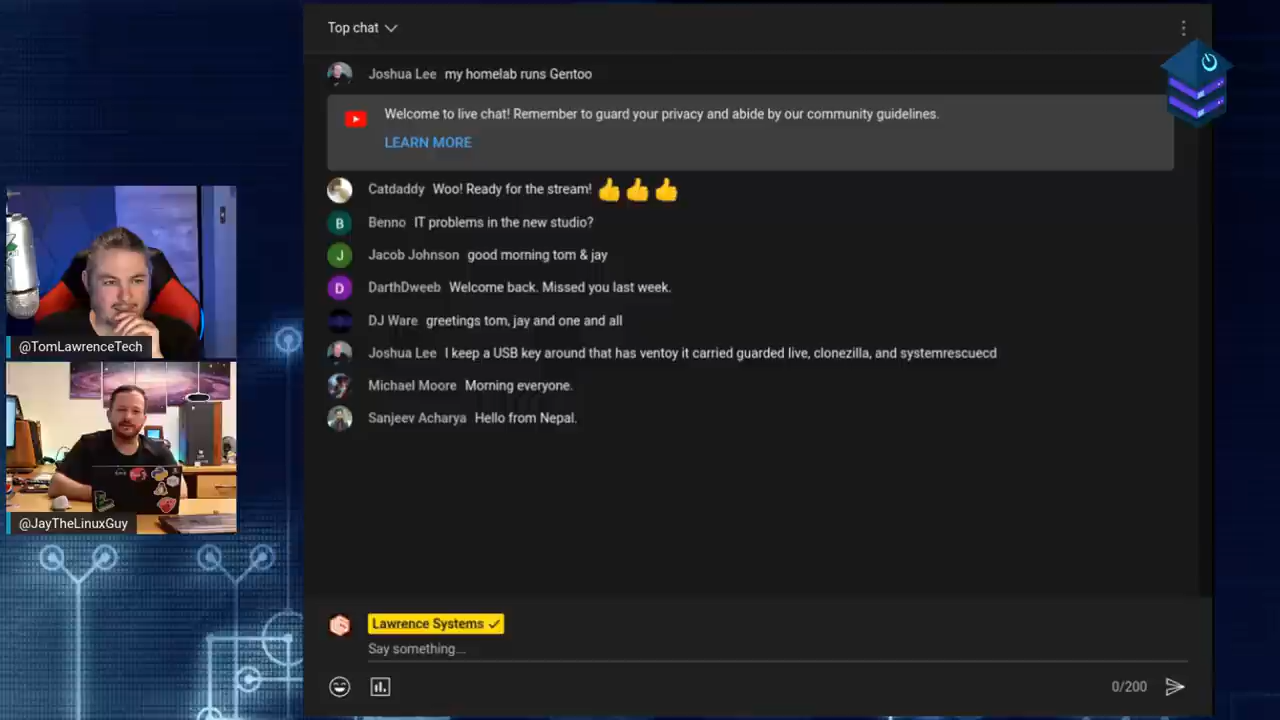 Top chat
Joshua Lee my homelab runs Gentoo
Welcome to live chat! Remember to guard your privacy and abide by our community guidelines.
LEARN MORE
Catdaddy Woo! Ready for the stream! 👍👍👍
Benno IT problems in the new studio?
Jacob Johnson good morning tom & jay
DarthDweeb Welcome back. Missed you last week.
DJ Ware greetings tom, jay and one and all
Joshua Lee I keep a USB key around that has ventoy it carried guarded live, clonezilla, and systemrescuecd
Michael Moore Morning everyone.
Sanjeev Acharya Hello from Nepal.
Lawrence Systems
Say something...
0/200
@TomLawrenceTech
@JayTheLinuxGuy
B
J
D